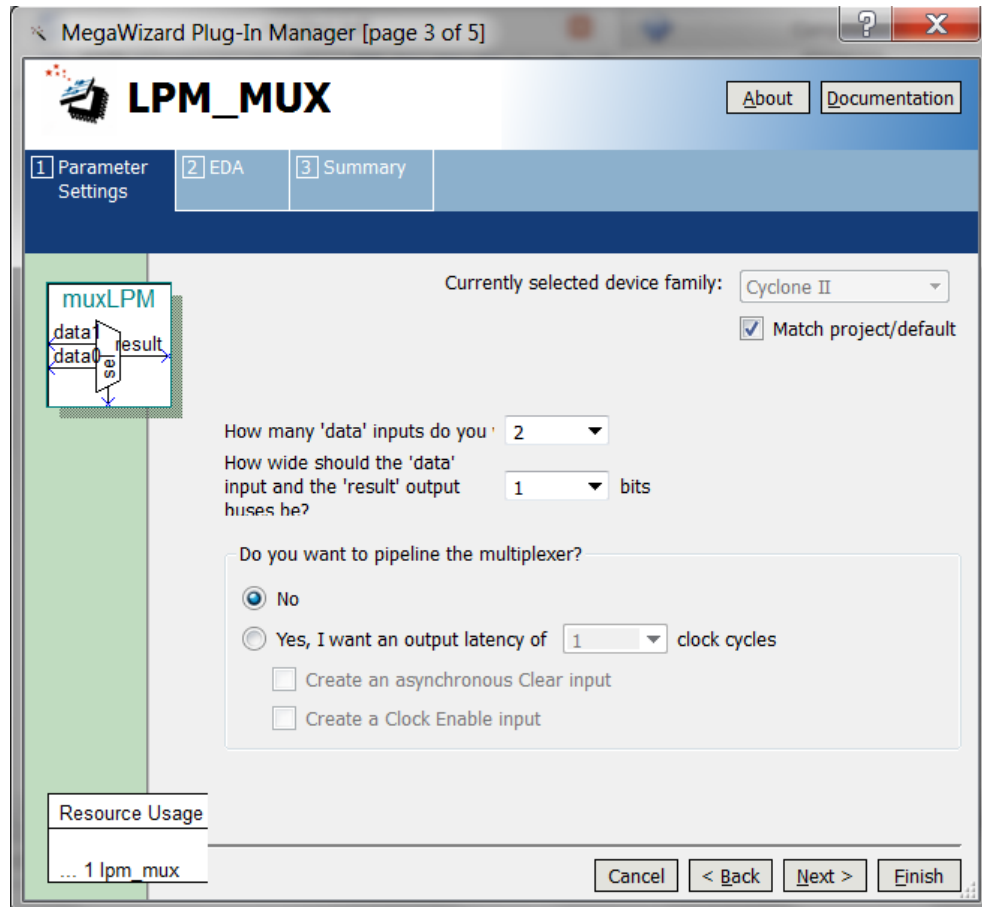 MegaWizard Plug-In Manager [page 3 of 5]
LPM_MUX
About
Documentation
1 Parameter Settings
2 EDA
3 Summary
Currently selected device family:
Cyclone II
Match project/default
muxLPM
data1
result
data0
sel
How many 'data' inputs do you
2
How wide should the 'data'
input and the 'result' output
buses be?
1
bits
Do you want to pipeline the multiplexer?
No
Yes, I want an output latency of
1
clock cycles
Create an asynchronous Clear input
Create a Clock Enable input
Resource Usage
... 1 lpm_mux
Cancel
< Back
Next >
Finish